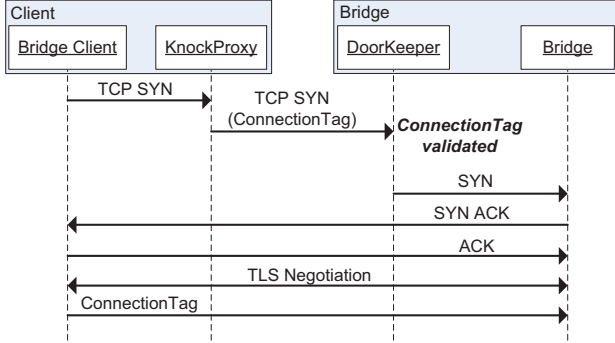 Client
Bridge
Bridge Client
KnockProxy
DoorKeeper
Bridge
TCP SYN
TCP SYN
(ConnectionTag)
ConnectionTag
validated
SYN
SYN ACK
ACK
TLS Negotiation
ConnectionTag